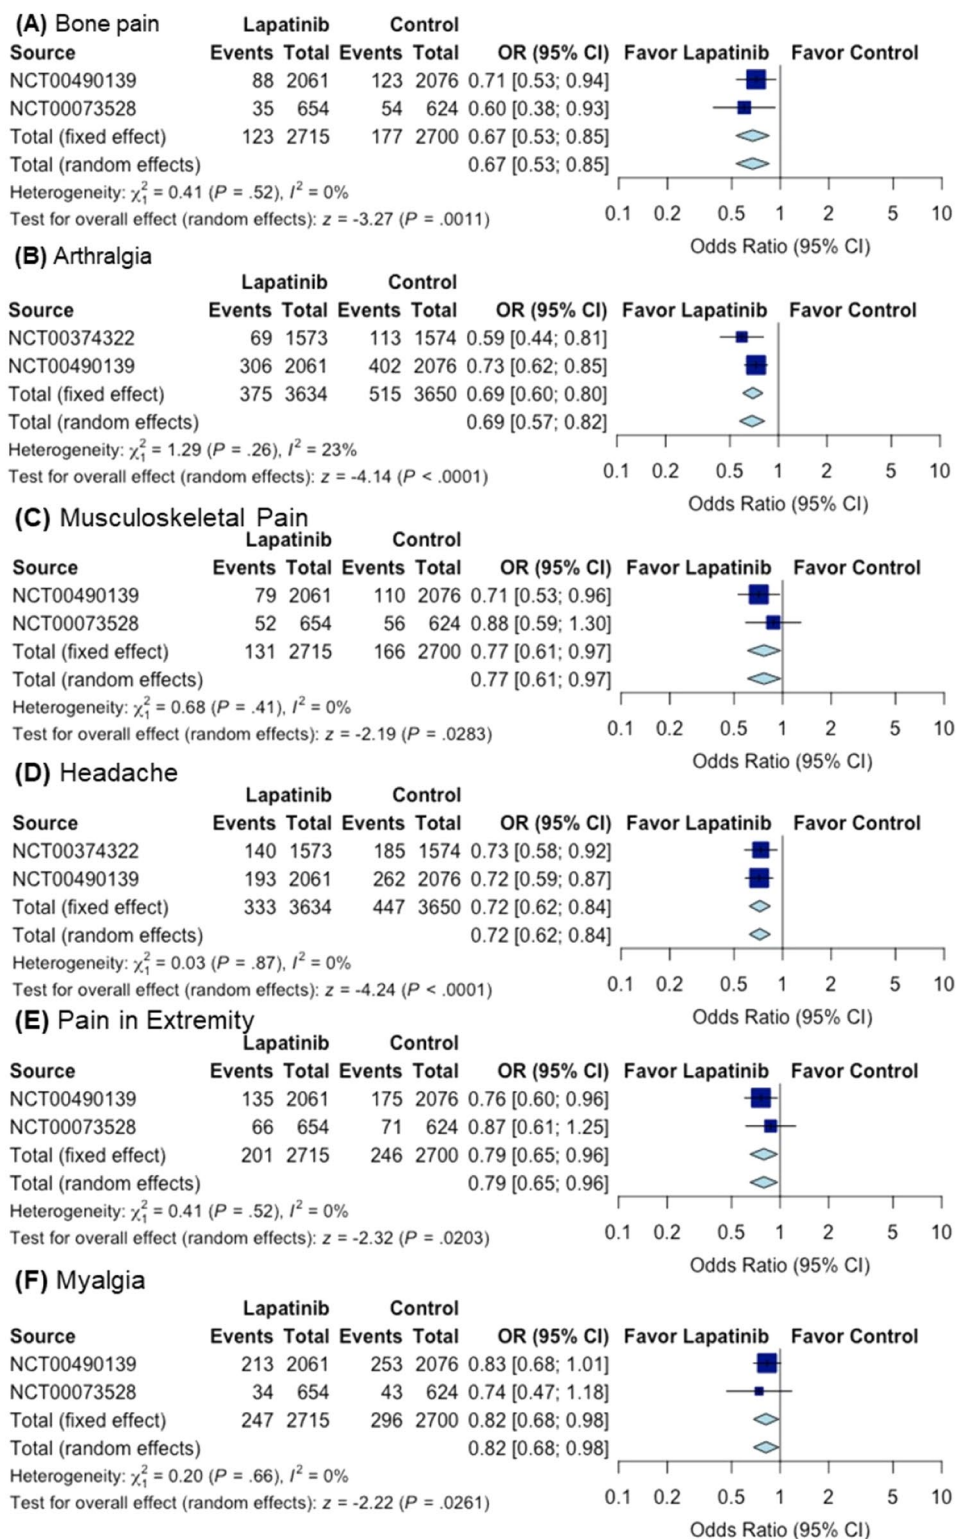 (A) Bone pain
Lapatinib Control
Source Events Total Events Total OR (95% CI) Favor Lapatinib Favor Control
NCT00490139 88 2061 123 2076 0.71 [0.53; 0.94]
NCT00073528 35 654 54 624 0.60 [0.38; 0.93]
Total (fixed effect) 123 2715 177 2700 0.67 [0.53; 0.85]
Total (random effects) 0.67 [0.53; 0.85]
Heterogeneity: χ²₁ = 0.41 (P = .52), I² = 0%
Test for overall effect (random effects): z = -3.27 (P = .0011)
0.1 0.2 0.5 1 2 5 10
Odds Ratio (95% CI)
(B) Arthralgia
Lapatinib Control
Source Events Total Events Total OR (95% CI) Favor Lapatinib Favor Control
NCT00374322 69 1573 113 1574 0.59 [0.44; 0.81]
NCT00490139 306 2061 402 2076 0.73 [0.62; 0.85]
Total (fixed effect) 375 3634 515 3650 0.69 [0.60; 0.80]
Total (random effects) 0.69 [0.57; 0.82]
Heterogeneity: χ²₁ = 1.29 (P = .26), I² = 23%
Test for overall effect (random effects): z = -4.14 (P < .0001)
0.1 0.2 0.5 1 2 5 10
Odds Ratio (95% CI)
(C) Musculoskeletal Pain
Lapatinib Control
Source Events Total Events Total OR (95% CI) Favor Lapatinib Favor Control
NCT00490139 79 2061 110 2076 0.71 [0.53; 0.96]
NCT00073528 52 654 56 624 0.88 [0.59; 1.30]
Total (fixed effect) 131 2715 166 2700 0.77 [0.61; 0.97]
Total (random effects) 0.77 [0.61; 0.97]
Heterogeneity: χ²₁ = 0.68 (P = .41), I² = 0%
Test for overall effect (random effects): z = -2.19 (P = .0283)
0.1 0.2 0.5 1 2 5 10
Odds Ratio (95% CI)
(D) Headache
Lapatinib Control
Source Events Total Events Total OR (95% CI) Favor Lapatinib Favor Control
NCT00374322 140 1573 185 1574 0.73 [0.58; 0.92]
NCT00490139 193 2061 262 2076 0.72 [0.59; 0.87]
Total (fixed effect) 333 3634 447 3650 0.72 [0.62; 0.84]
Total (random effects) 0.72 [0.62; 0.84]
Heterogeneity: χ²₁ = 0.03 (P = .87), I² = 0%
Test for overall effect (random effects): z = -4.24 (P < .0001)
0.1 0.2 0.5 1 2 5 10
Odds Ratio (95% CI)
(E) Pain in Extremity
Lapatinib Control
Source Events Total Events Total OR (95% CI) Favor Lapatinib Favor Control
NCT00490139 135 2061 175 2076 0.76 [0.60; 0.96]
NCT00073528 66 654 71 624 0.87 [0.61; 1.25]
Total (fixed effect) 201 2715 246 2700 0.79 [0.65; 0.96]
Total (random effects) 0.79 [0.65; 0.96]
Heterogeneity: χ²₁ = 0.41 (P = .52), I² = 0%
Test for overall effect (random effects): z = -2.32 (P = .0203)
0.1 0.2 0.5 1 2 5 10
Odds Ratio (95% CI)
(F) Myalgia
Lapatinib Control
Source Events Total Events Total OR (95% CI) Favor Lapatinib Favor Control
NCT00490139 213 2061 253 2076 0.83 [0.68; 1.01]
NCT00073528 34 654 43 624 0.74 [0.47; 1.18]
Total (fixed effect) 247 2715 296 2700 0.82 [0.68; 0.98]
Total (random effects) 0.82 [0.68; 0.98]
Heterogeneity: χ²₁ = 0.20 (P = .66), I² = 0%
Test for overall effect (random effects): z = -2.22 (P = .0261)
0.1 0.2 0.5 1 2 5 10
Odds Ratio (95% CI)